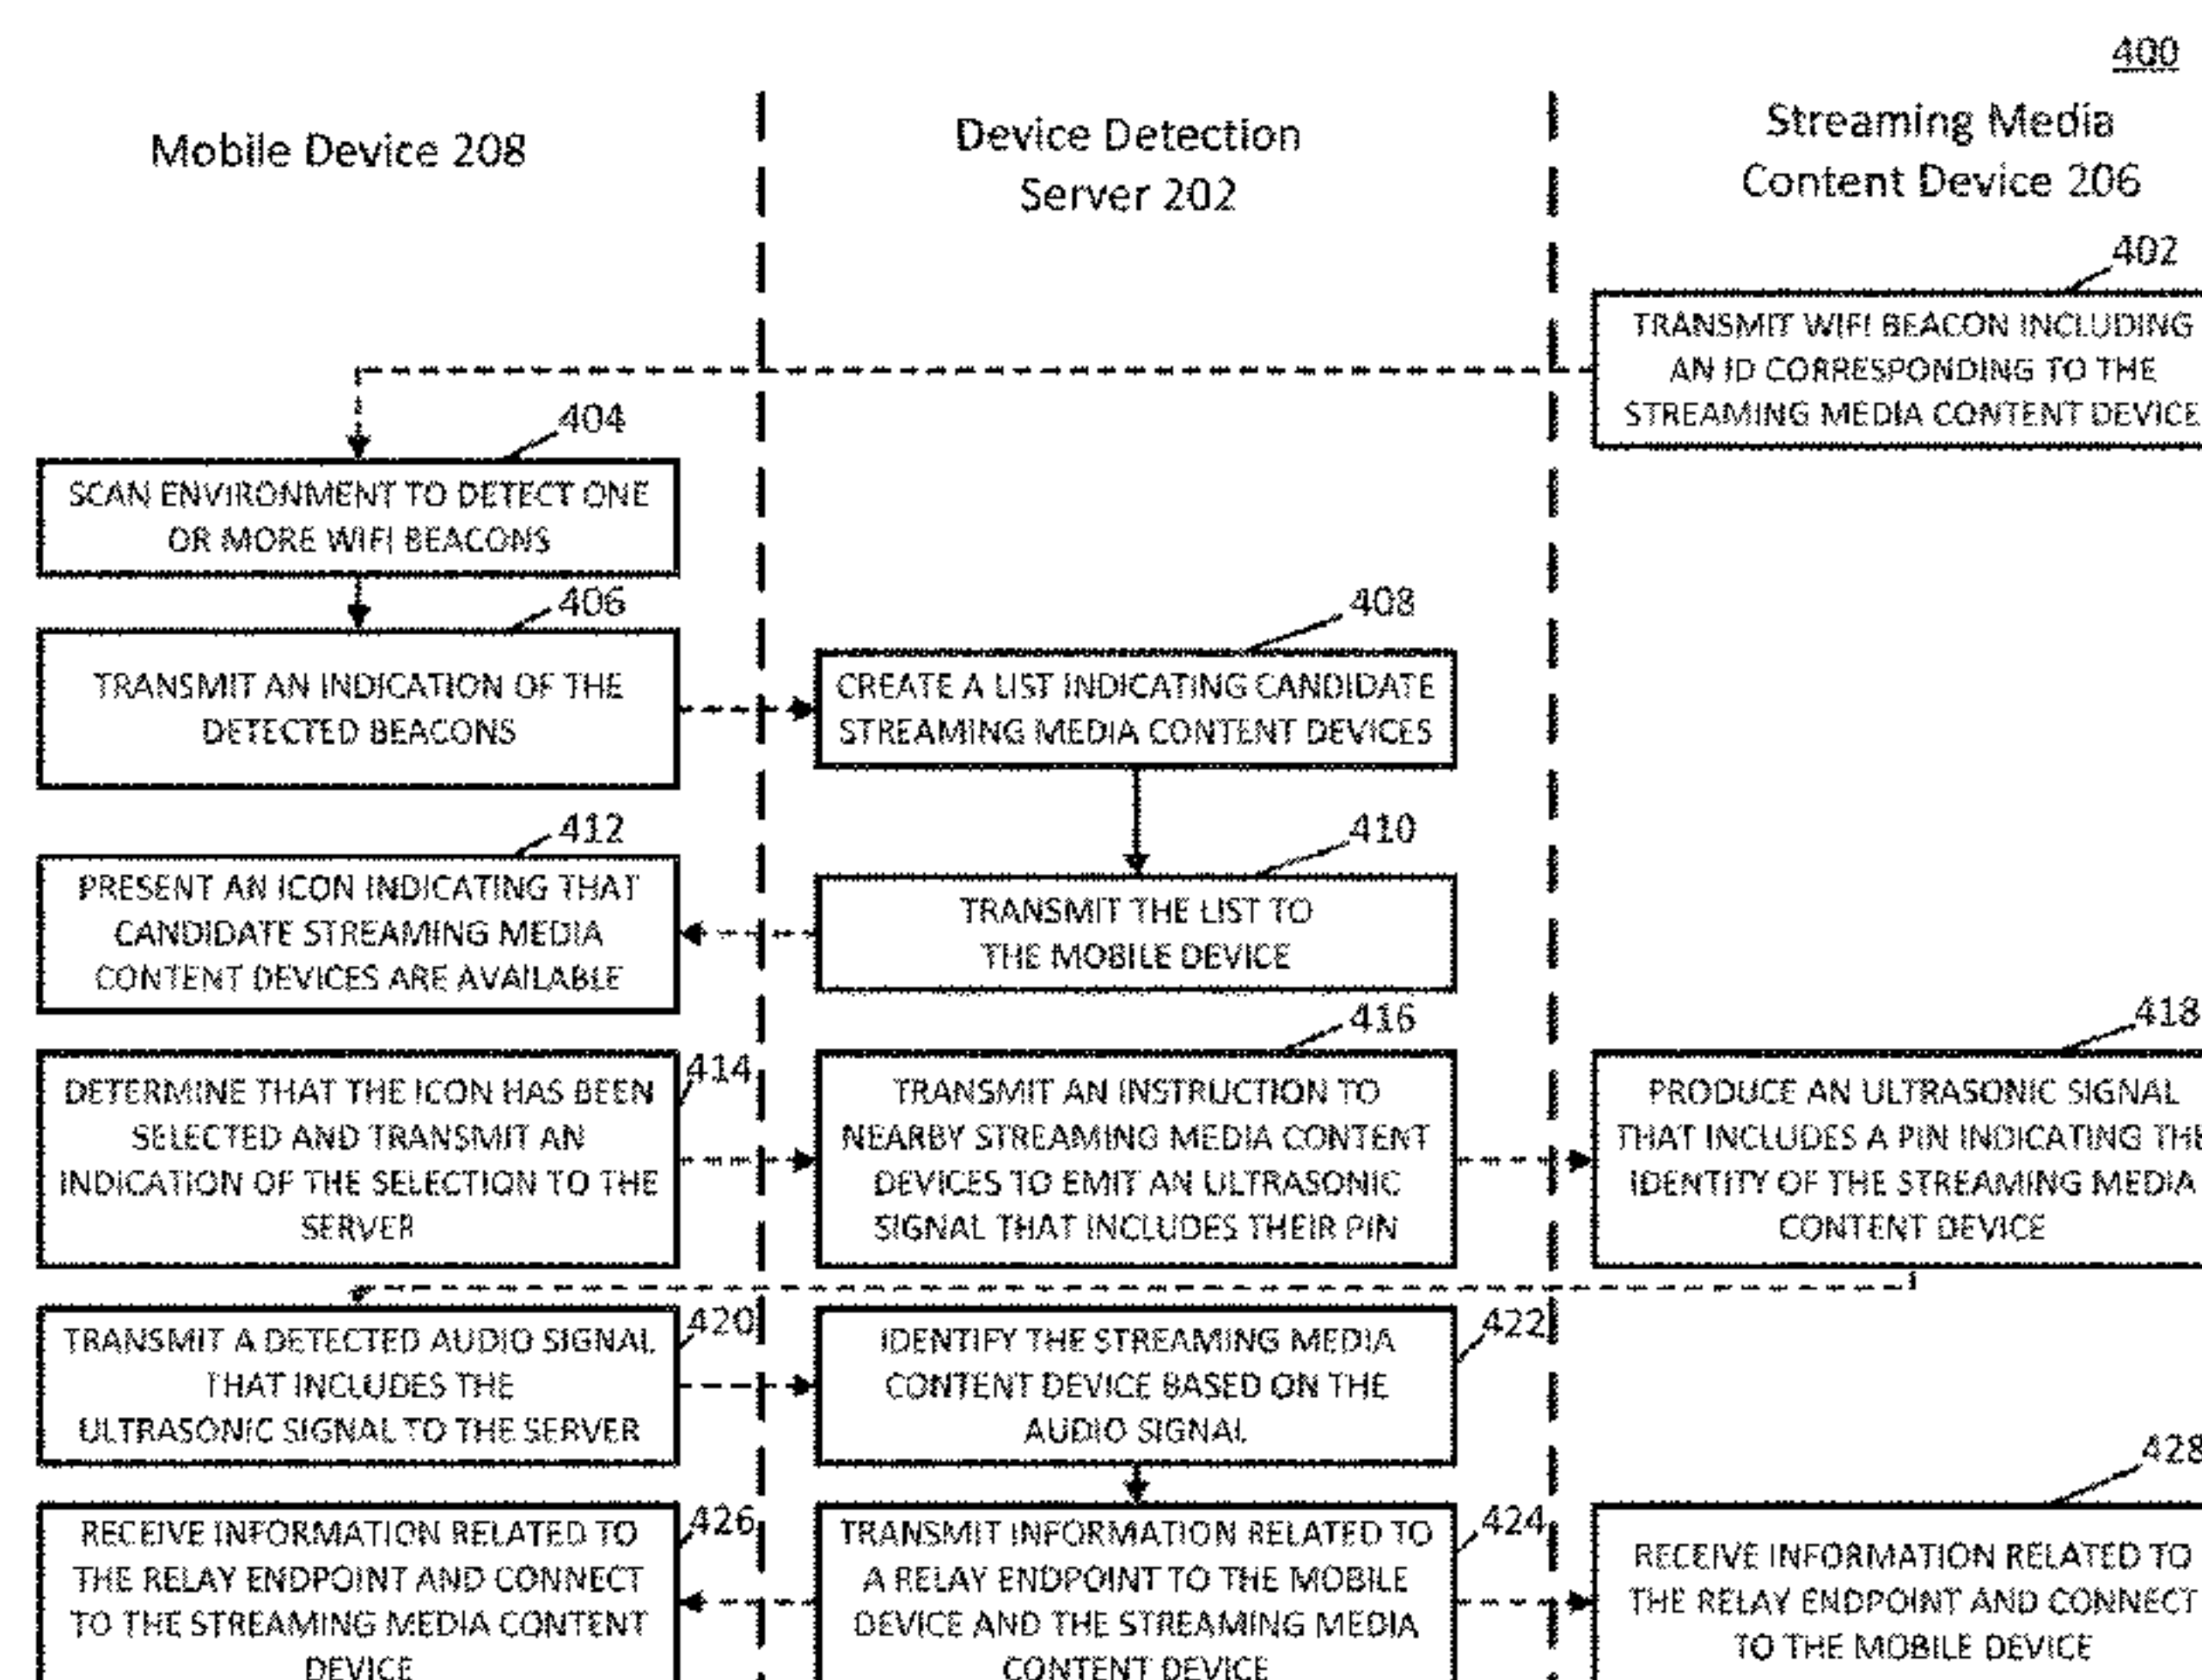 400
Mobile Device 208
Device Detection
Server 202
Streaming Media
Content Device 206
402
TRANSMIT WIFI BEACON INCLUDING
AN ID CORRESPONDING TO THE
STREAMING MEDIA CONTENT DEVICE
404
SCAN ENVIRONMENT TO DETECT ONE
OR MORE WIFI BEACONS
406
TRANSMIT AN INDICATION OF THE
DETECTED BEACONS
408
CREATE A LIST INDICATING CANDIDATE
STREAMING MEDIA CONTENT DEVICES
410
TRANSMIT THE LIST TO
THE MOBILE DEVICE
412
PRESENT AN ICON INDICATING THAT
CANDIDATE STREAMING MEDIA
CONTENT DEVICES ARE AVAILABLE
414
DETERMINE THAT THE ICON HAS BEEN
SELECTED AND TRANSMIT AN
INDICATION OF THE SELECTION TO THE
SERVER
416
TRANSMIT AN INSTRUCTION TO
NEARBY STREAMING MEDIA CONTENT
DEVICES TO EMIT AN ULTRASONIC
SIGNAL THAT INCLUDES THEIR PIN
418
PRODUCE AN ULTRASONIC SIGNAL
THAT INCLUDES A PIN INDICATING THE
IDENTITY OF THE STREAMING MEDIA
CONTENT DEVICE
420
TRANSMIT A DETECTED AUDIO SIGNAL
THAT INCLUDES THE
ULTRASONIC SIGNAL TO THE SERVER
422
IDENTIFY THE STREAMING MEDIA
CONTENT DEVICE BASED ON THE
AUDIO SIGNAL
424
TRANSMIT INFORMATION RELATED TO
A RELAY ENDPOINT TO THE MOBILE
DEVICE AND THE STREAMING MEDIA
CONTENT DEVICE
426
RECEIVE INFORMATION RELATED TO
THE RELAY ENDPOINT AND CONNECT
TO THE STREAMING MEDIA CONTENT
DEVICE
428
RECEIVE INFORMATION RELATED TO
THE RELAY ENDPOINT AND CONNECT
TO THE MOBILE DEVICE